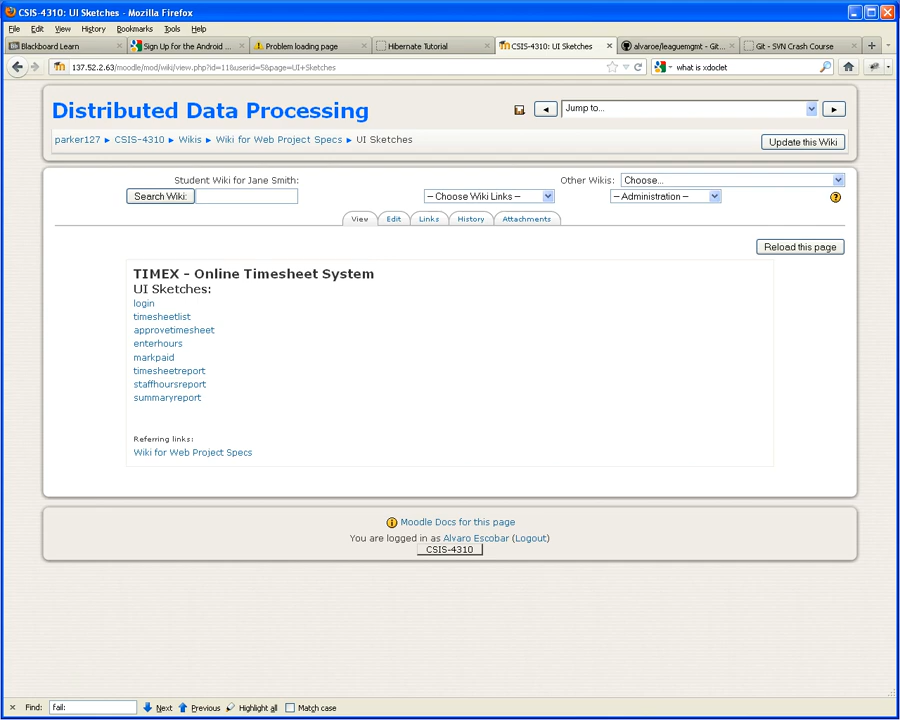 CSIS-4310: UI Sketches - Mozilla Firefox
File Edit View History Bookmarks Tools Help
Blackboard Learn
Sign Up for the Android ...
Problem loading page
Hibernate Tutorial
CSIS-4310: UI Sketches
alvaroe/leaguemgmt - Git...
Git - SVN Crash Course
137.52.2.63/moodle/mod/wiki/view.php?id=11&userid=5&page=UI+Sketches
what is xdoclet
Distributed Data Processing
Jump to...
parker127 ► CSIS-4310 ► Wikis ► Wiki for Web Project Specs ► UI Sketches
Update this Wiki
Student Wiki for Jane Smith:
Other Wikis: Choose...
Search Wiki:
-- Choose Wiki Links --
-- Administration --
View Edit Links History Attachments
Reload this page
TIMEX - Online Timesheet System
UI Sketches:
login
timesheetlist
approvetimesheet
enterhours
markpaid
timesheetreport
staffhoursreport
summaryreport
Referring links:
Wiki for Web Project Specs
Moodle Docs for this page
You are logged in as Alvaro Escobar (Logout)
CSIS-4310
Find: fail: Next Previous Highlight all Match case